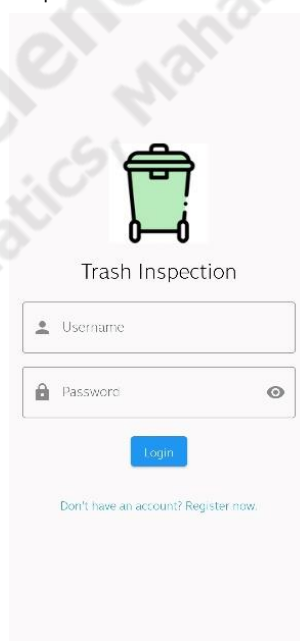 Trash Inspection
Username
Password
Login
Don't have an account? Register now.